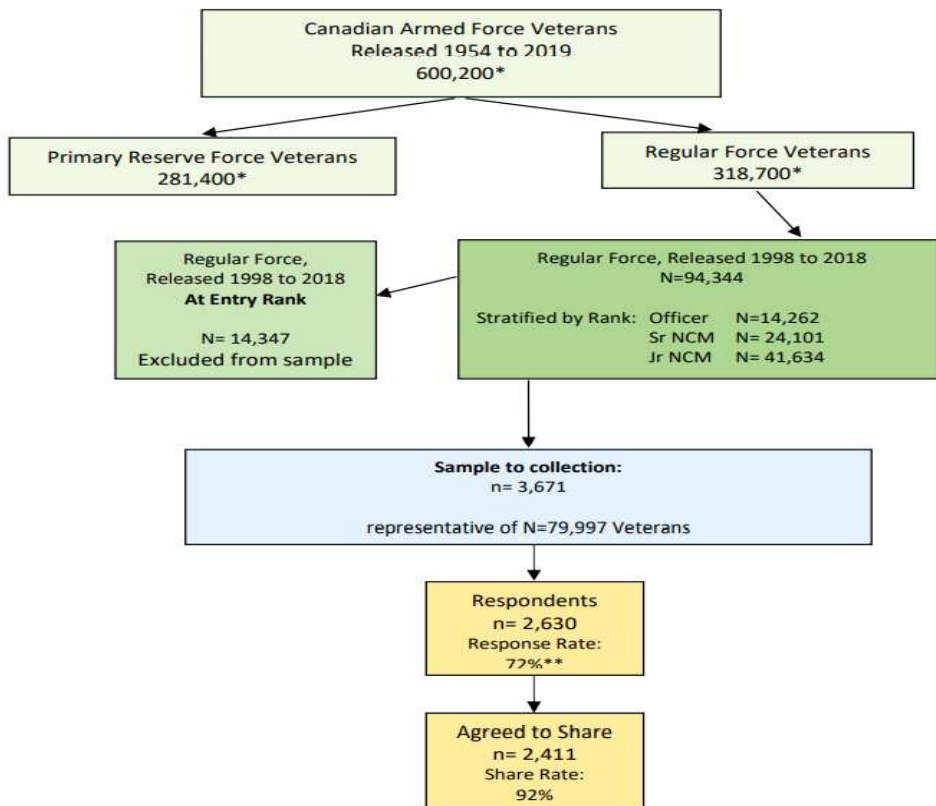 Canadian Armed Force Veterans
Released 1954 to 2019
600,200*
Primary Reserve Force Veterans
281,400*
Regular Force Veterans
318,700*
Regular Force,
Released 1998 to 2018
At Entry Rank
N= 14,347
Excluded from sample
Regular Force, Released 1998 to 2018
N=94,344
Stratified by Rank: Officer N=14,262
Sr NCM N= 24,101
Jr NCM N= 41,634
Sample to collection:
n= 3,671
representative of N=79,997 Veterans
Respondents
n= 2,630
Response Rate:
72%**
Agreed to Share
n= 2,411
Share Rate:
92%